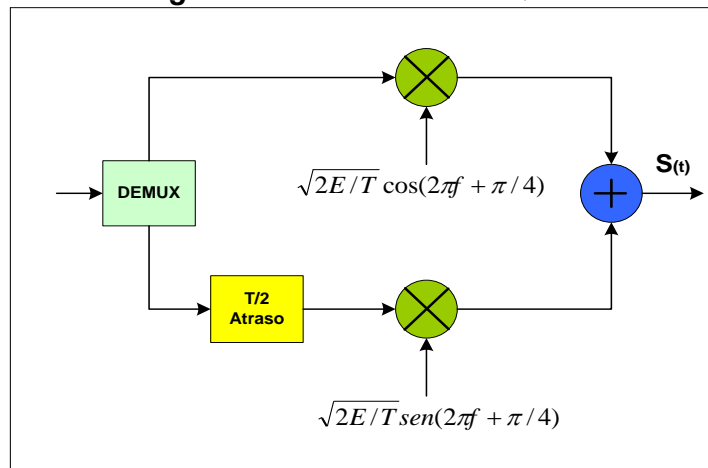 S(t)
DEMUX
√2E/T cos(2πf + π/4)
T/2
Atraso
√2E/T sen(2πf + π/4)